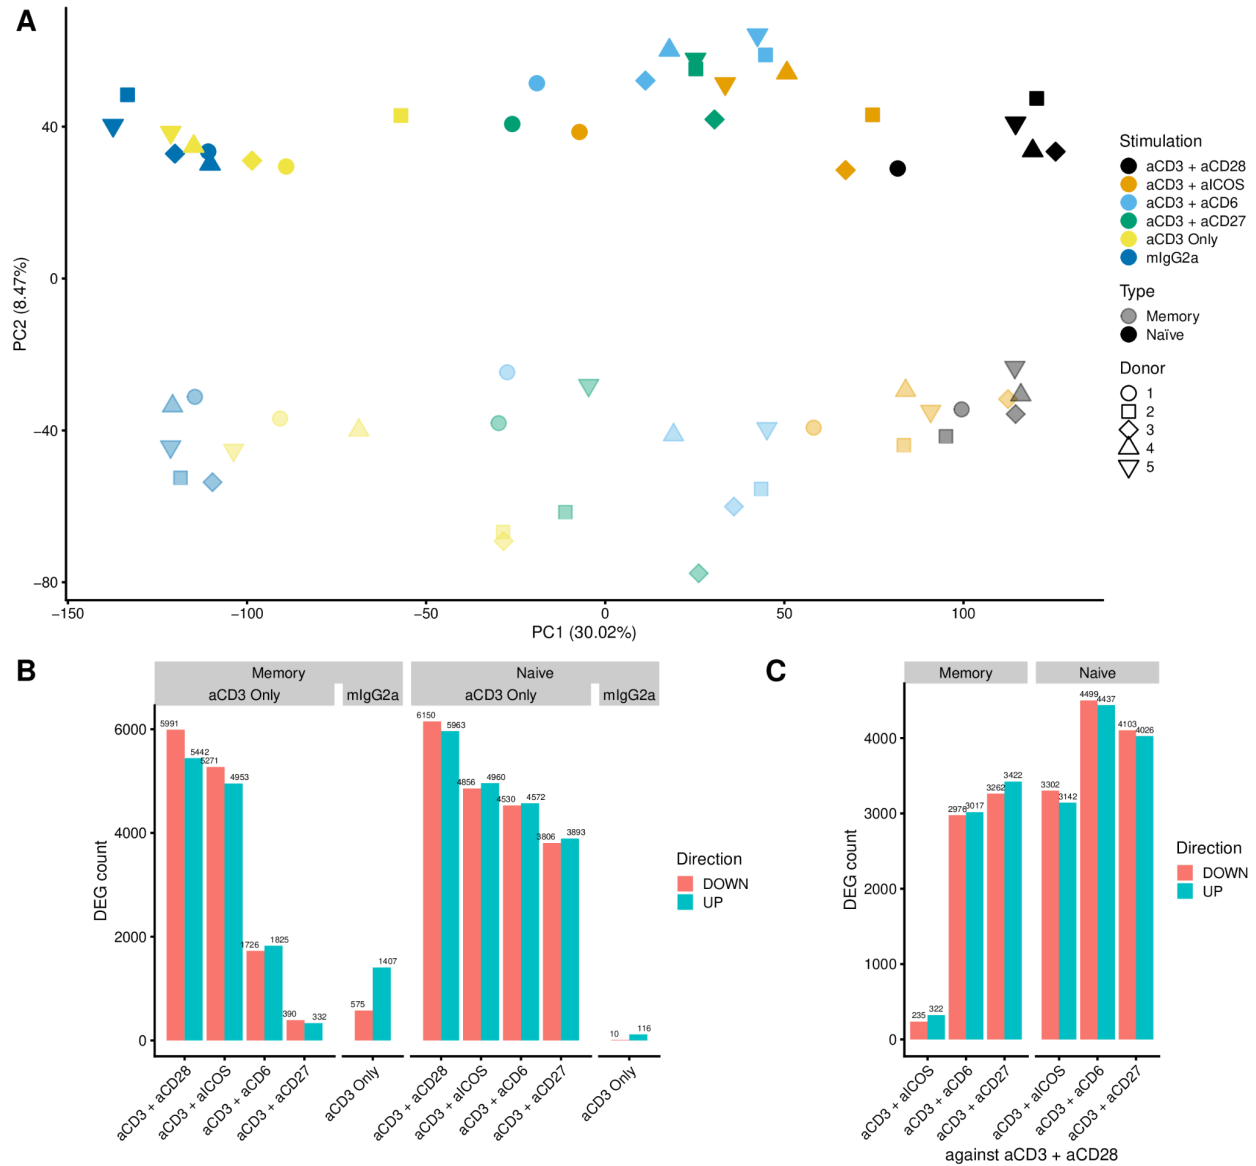 A
PC2 (8.47%)
40
0
−40
−80
−150
−100
−50
0
50
100
PC1 (30.02%)
Stimulation
aCD3 + aCD28
aCD3 + aICOS
aCD3 + aCD6
aCD3 + aCD27
aCD3 Only
mIgG2a
Type
Memory
Naïve
Donor
1
2
3
4
5
B
Memory
Naive
aCD3 Only
mIgG2a
aCD3 Only
mIgG2a
DEG count
6000
4000
2000
0
5991
5442
5271
4953
1726
1825
390
332
575
1407
6150
5963
4856
4960
4530
4572
3806
3893
10
116
aCD3 + aCD28
aCD3 + aICOS
aCD3 + aCD6
aCD3 + aCD27
aCD3 Only
aCD3 + aCD28
aCD3 + aICOS
aCD3 + aCD6
aCD3 + aCD27
aCD3 Only
Direction
DOWN
UP
C
Memory
Naive
DEG count
4000
3000
2000
1000
0
235
322
2976
3017
3262
3422
3302
3142
4499
4437
4103
4026
aCD3 + aICOS
aCD3 + aCD6
aCD3 + aCD27
aCD3 + aICOS
aCD3 + aCD6
aCD3 + aCD27
against aCD3 + aCD28
Direction
DOWN
UP